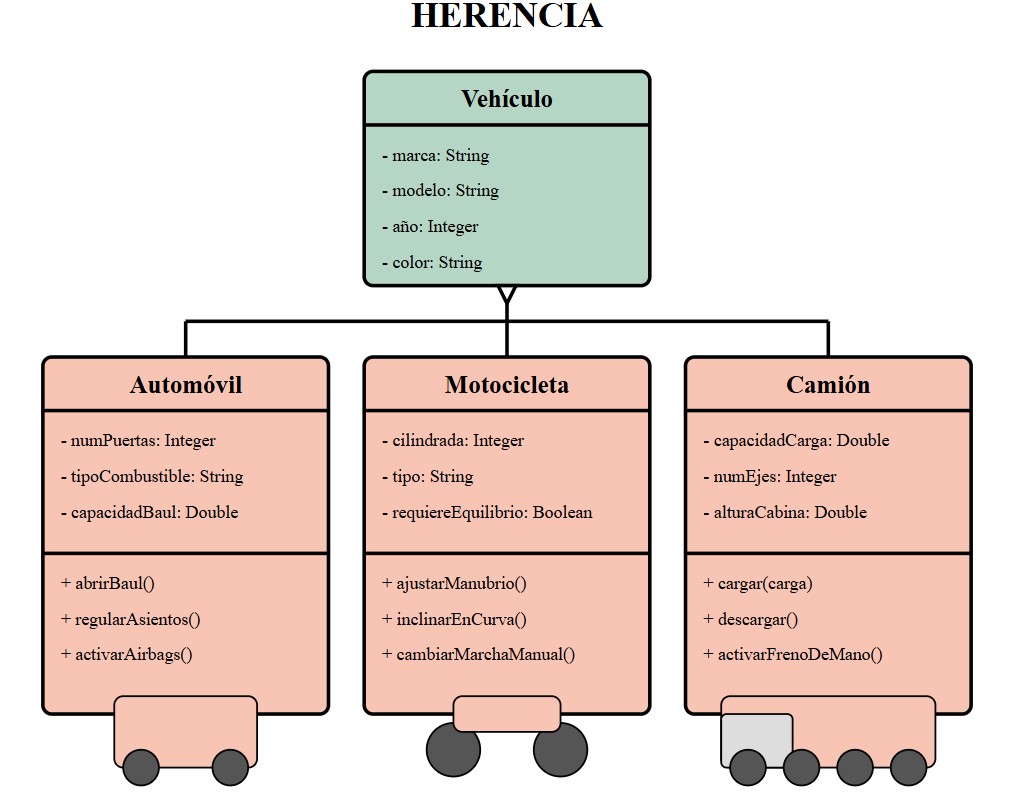 HERENCIA
Vehículo
- marca: String
- modelo: String
- año: Integer
- color: String
Automóvil
- numPuertas: Integer
- tipoCombustible: String
- capacidadBaul: Double
+ abrirBaul()
+ regularAsientos()
+ activarAirbags()
Motocicleta
- cilindrada: Integer
- tipo: String
- requiereEquilibrio: Boolean
+ ajustarManubrio()
+ inclinarEnCurva()
+ cambiarMarchaManual()
Camión
- capacidadCarga: Double
- numEjes: Integer
- alturaCabina: Double
+ cargar(carga)
+ descargar()
+ activarFrenoDeMano()